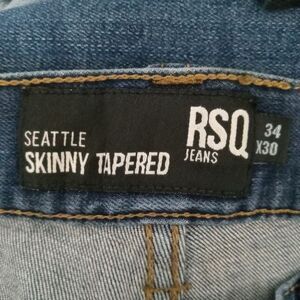 SEATTLE
SKINNY TAPERED
RSQ
JEANS
34
X30